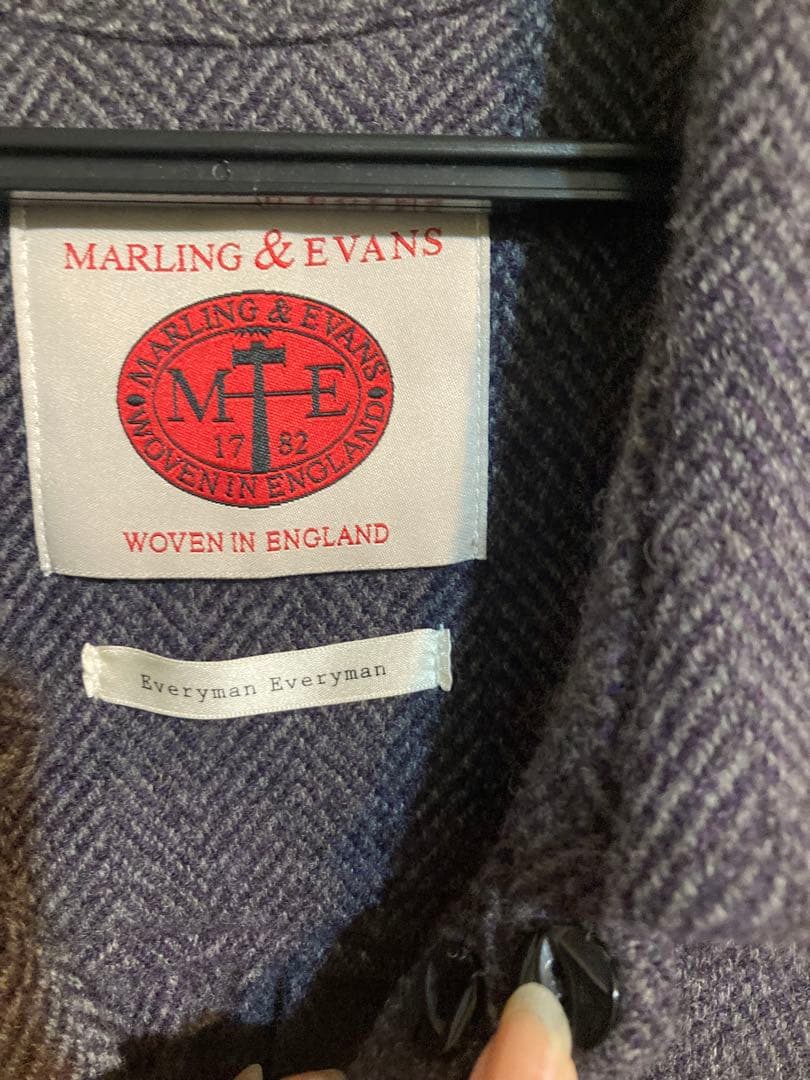 MARLING & EVANS
MARLING & EVANS
M E
17 82
WOVEN IN ENGLAND
WOVEN IN ENGLAND
Everyman Everyman